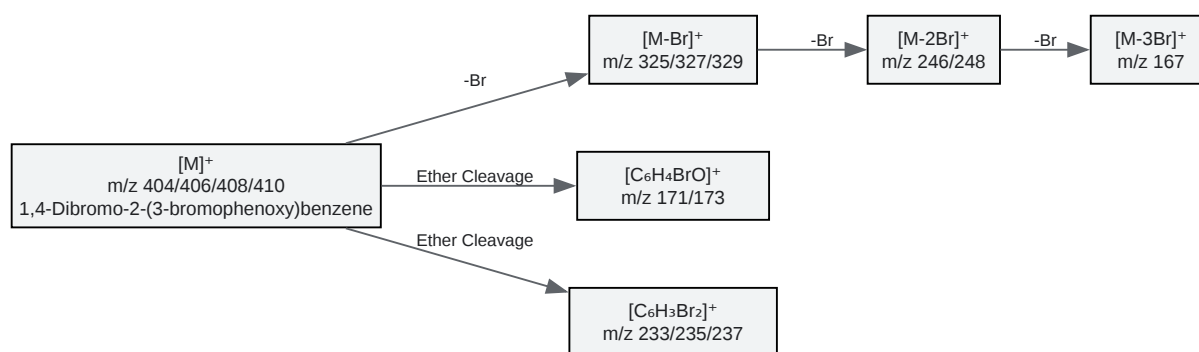 [M-Br]⁺
m/z 325/327/329
-Br
[M-2Br]⁺
m/z 246/248
-Br
[M-3Br]⁺
m/z 167
-Br
[M]⁺
m/z 404/406/408/410
1,4-Dibromo-2-(3-bromophenoxy)benzene
Ether Cleavage
[C₆H₄BrO]⁺
m/z 171/173
Ether Cleavage
[C₆H₃Br₂]⁺
m/z 233/235/237